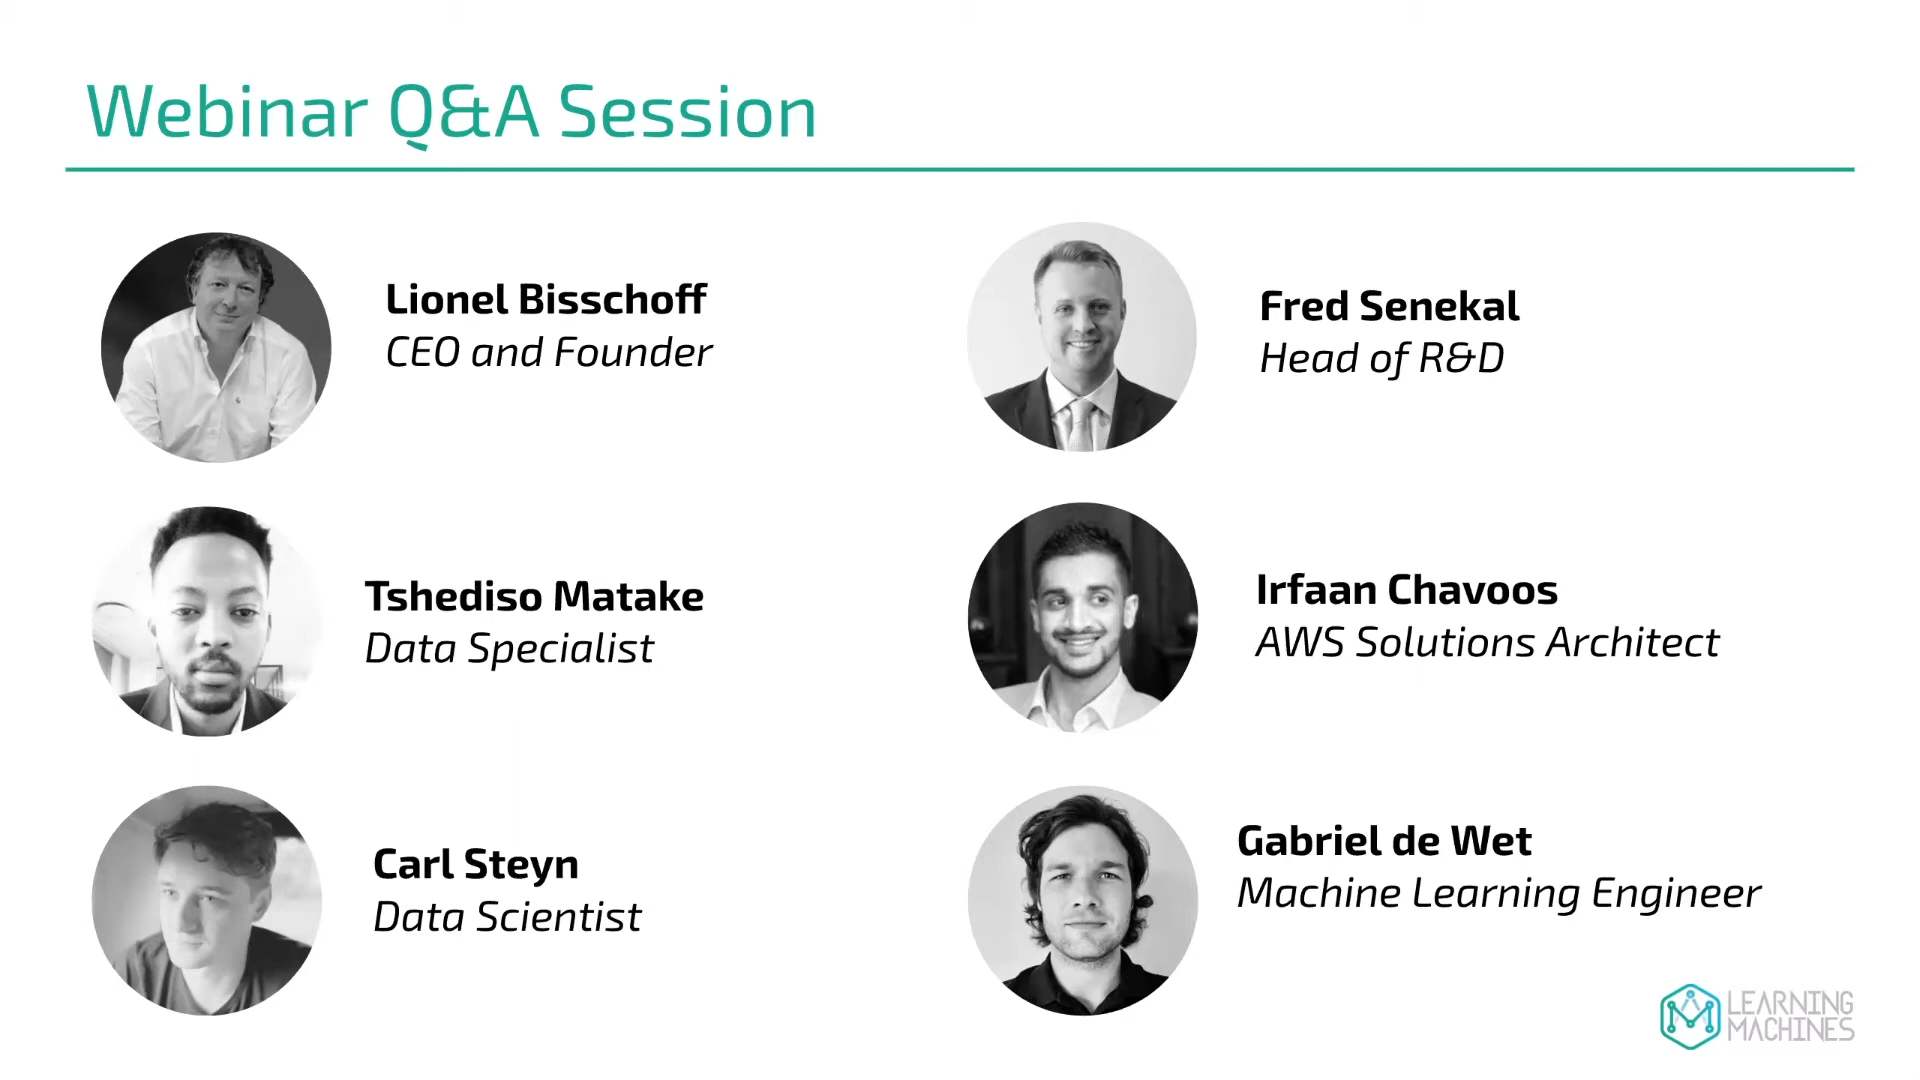 Webinar Q&A Session
Lionel Bisschoff
CEO and Founder
Fred Senekal
Head of R&D
Tshediso Matake
Data Specialist
Irfaan Chavoos
AWS Solutions Architect
Carl Steyn
Data Scientist
Gabriel de Wet
Machine Learning Engineer
LEARNING
MACHINES